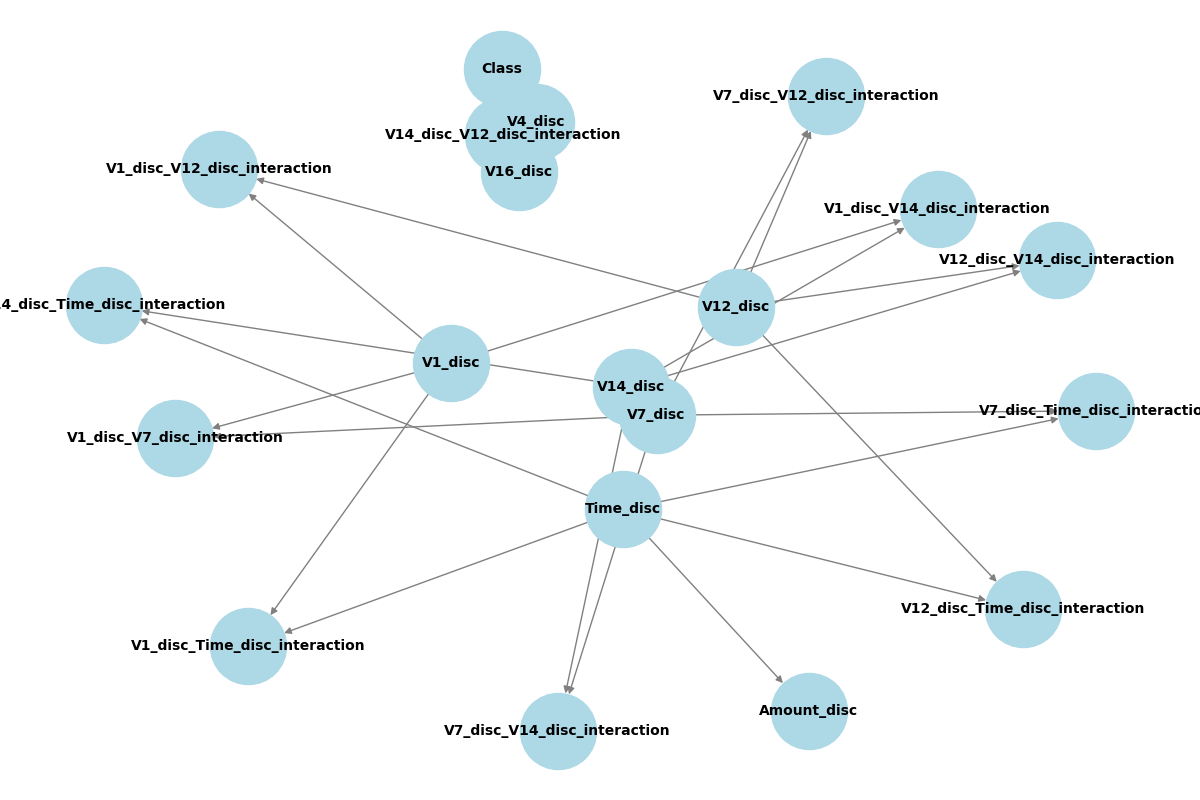 Class
V7_disc_V12_disc_interaction
V4_disc
V14_disc_V12_disc_interaction
V1_disc_V12_disc_interaction
V16_disc
V1_disc_V14_disc_interaction
V12_disc_V14_disc_interaction
4_disc_Time_disc_interaction
V12_disc
V1_disc
V14_disc
V7_disc
V7_disc_Time_disc_interactio
V1_disc_V7_disc_interaction
Time_disc
V12_disc_Time_disc_interaction
V1_disc_Time_disc_interaction
Amount_disc
V7_disc_V14_disc_interaction